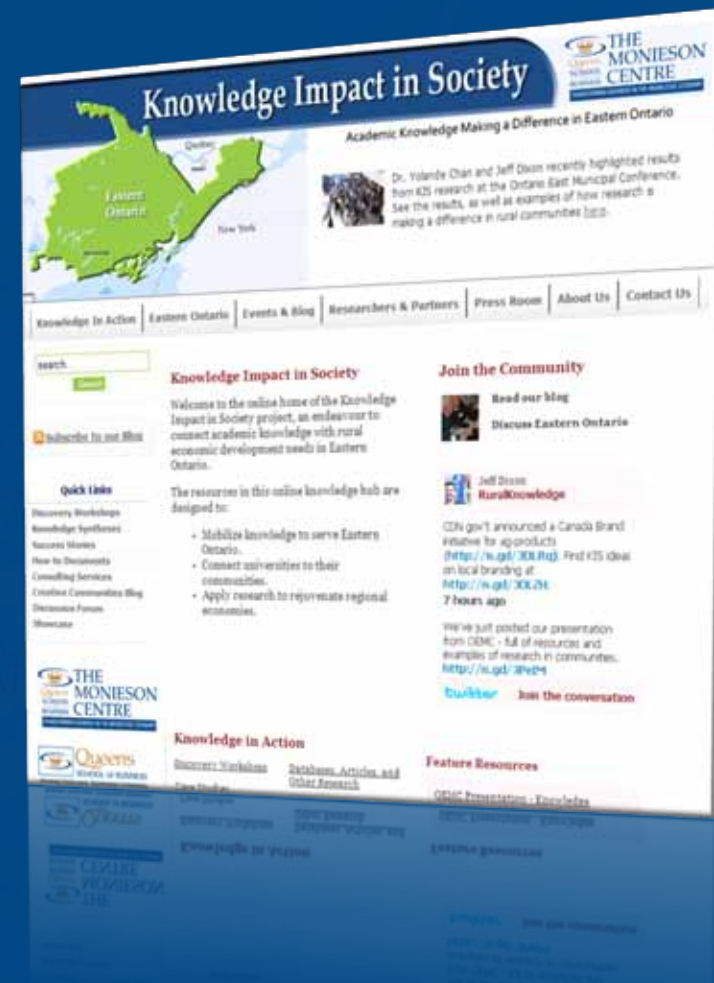 Knowledge Impact in Society
Queen's
SCHOOL
BUSINESS
THE
MONIESON
CENTRE
Academic Knowledge Making a Difference in Eastern Ontario
Quebec
Eastern
Ontario
New York
Dr. Yolande Chan and Jeff Dixon recently highlighted results
from KIS research at the Ontario East Municipal Conference.
See the results, as well as examples of how research is
making a difference in rural communities here.
Knowledge In Action
Eastern Ontario
Events & Blog
Researchers & Partners
Press Room
About Us
Contact Us
search
Search
Subscribe to our Blog
Quick Links
Discovery Workshops
Knowledge Syntheses
Success Stories
How-to Documents
Consulting Services
Creative Communities Blog
Discussion Forum
Showcase
THE
MONIESON
CENTRE
Queen's
SCHOOL OF BUSINESS
Knowledge Impact in Society
Welcome to the online home of the Knowledge
Impact in Society project, an endeavour to
connect academic knowledge with rural
economic development needs in Eastern
Ontario.
The resources in this online knowledge hub are
designed to:
• Mobilize knowledge to serve Eastern
Ontario.
• Connect universities to their
communities.
• Apply research to rejuvenate regional
economies.
Knowledge in Action
Discovery Workshops
Case Studies
Databases, Articles, and
Other Research
Join the Community
Read our blog
Discuss Eastern Ontario
Jeff Dixon
RuralKnowledge
CDN gov't announced a Canada Brand
initiative for ag products
Find KIS ideas
on local branding at
7 hours ago
We've just posted our presentation
from OEMC - full of resources and
examples of research in communities.
twitter
Join the conversation
Feature Resources
OEMC Presentation - Knowledge